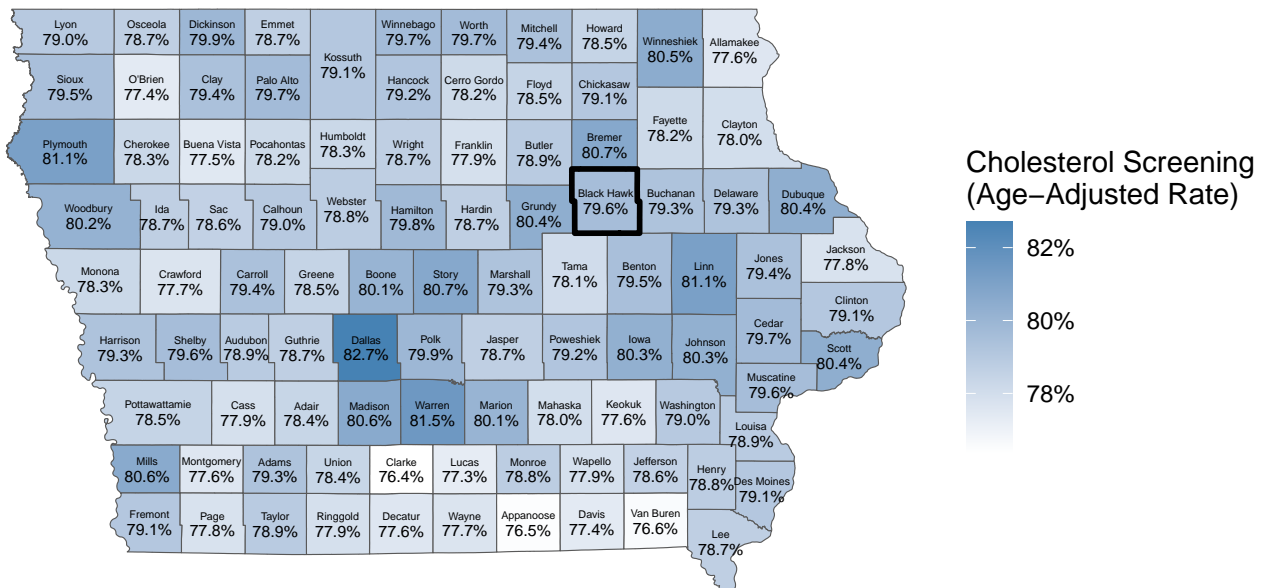 Lyon
79.0%
Osceola
78.7%
Dickinson
79.9%
Emmet
78.7%
Kossuth
79.1%
Winnebago
79.7%
Worth
79.7%
Mitchell
79.4%
Howard
78.5%
Winneshiek
80.5%
Allamakee
77.6%
Sioux
79.5%
O'Brien
77.4%
Clay
79.4%
Palo Alto
79.7%
Hancock
79.2%
Cerro Gordo
78.2%
Floyd
78.5%
Chickasaw
79.1%
Fayette
78.2%
Clayton
78.0%
Plymouth
81.1%
Cherokee
78.3%
Buena Vista
77.5%
Pocahontas
78.2%
Humboldt
78.3%
Wright
78.7%
Franklin
77.9%
Butler
78.9%
Bremer
80.7%
Woodbury
80.2%
Ida
78.7%
Sac
78.6%
Calhoun
79.0%
Webster
78.8%
Hamilton
79.8%
Hardin
78.7%
Grundy
80.4%
Black Hawk
79.6%
Buchanan
79.3%
Delaware
79.3%
Dubuque
80.4%
Monona
78.3%
Crawford
77.7%
Carroll
79.4%
Greene
78.5%
Boone
80.1%
Story
80.7%
Marshall
79.3%
Tama
78.1%
Benton
79.5%
Linn
81.1%
Jones
79.4%
Jackson
77.8%
Clinton
79.1%
Harrison
79.3%
Shelby
79.6%
Audubon
78.9%
Guthrie
78.7%
Dallas
82.7%
Polk
79.9%
Jasper
78.7%
Poweshiek
79.2%
Iowa
80.3%
Johnson
80.3%
Cedar
79.7%
Scott
80.4%
Muscatine
79.6%
Pottawattamie
78.5%
Cass
77.9%
Adair
78.4%
Madison
80.6%
Warren
81.5%
Marion
80.1%
Mahaska
78.0%
Keokuk
77.6%
Washington
79.0%
Louisa
78.9%
Mills
80.6%
Montgomery
77.6%
Adams
79.3%
Union
78.4%
Clarke
76.4%
Lucas
77.3%
Monroe
78.8%
Wapello
77.9%
Jefferson
78.6%
Henry
78.8%
Des Moines
79.1%
Fremont
79.1%
Page
77.8%
Taylor
78.9%
Ringgold
77.9%
Decatur
77.6%
Wayne
77.7%
Appanoose
76.5%
Davis
77.4%
Van Buren
76.6%
Lee
78.7%
Cholesterol Screening
(Age−Adjusted Rate)
82%
80%
78%